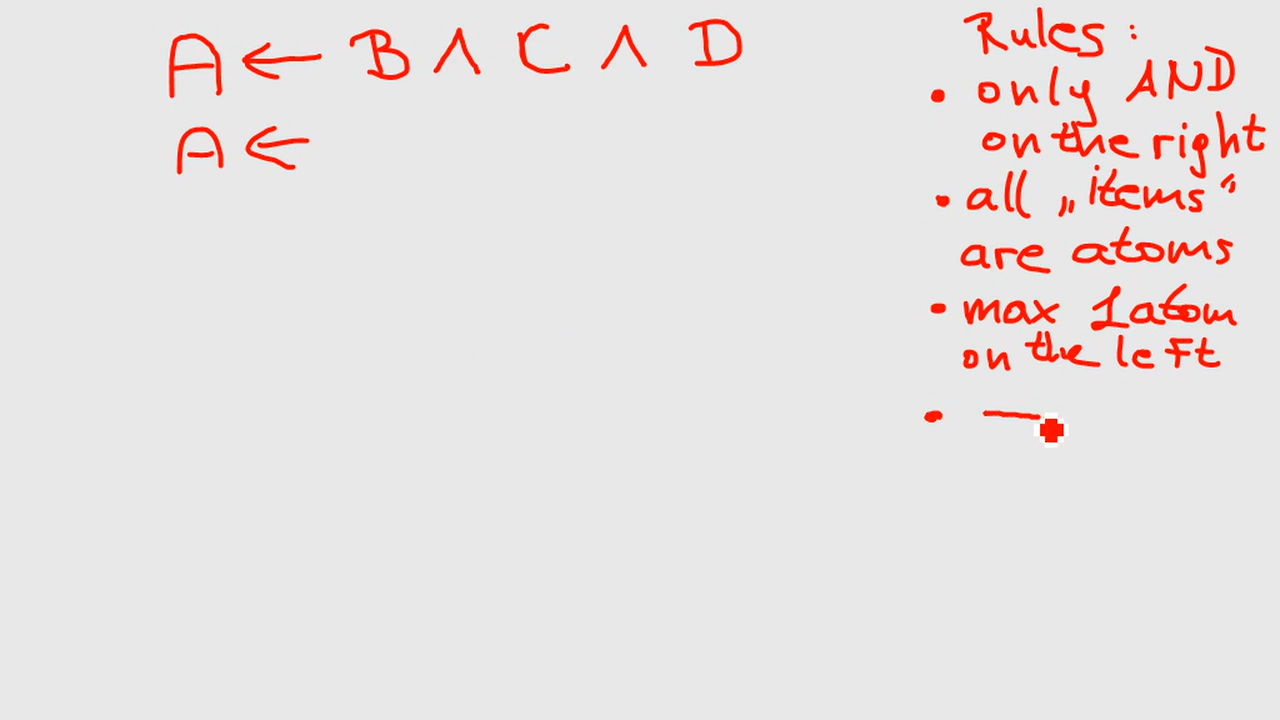 A ← B ∧ C ∧ D
A ←
Rules:
• only AND
on the right
• all „items“
are atoms
• max 1 atom
on the left
•